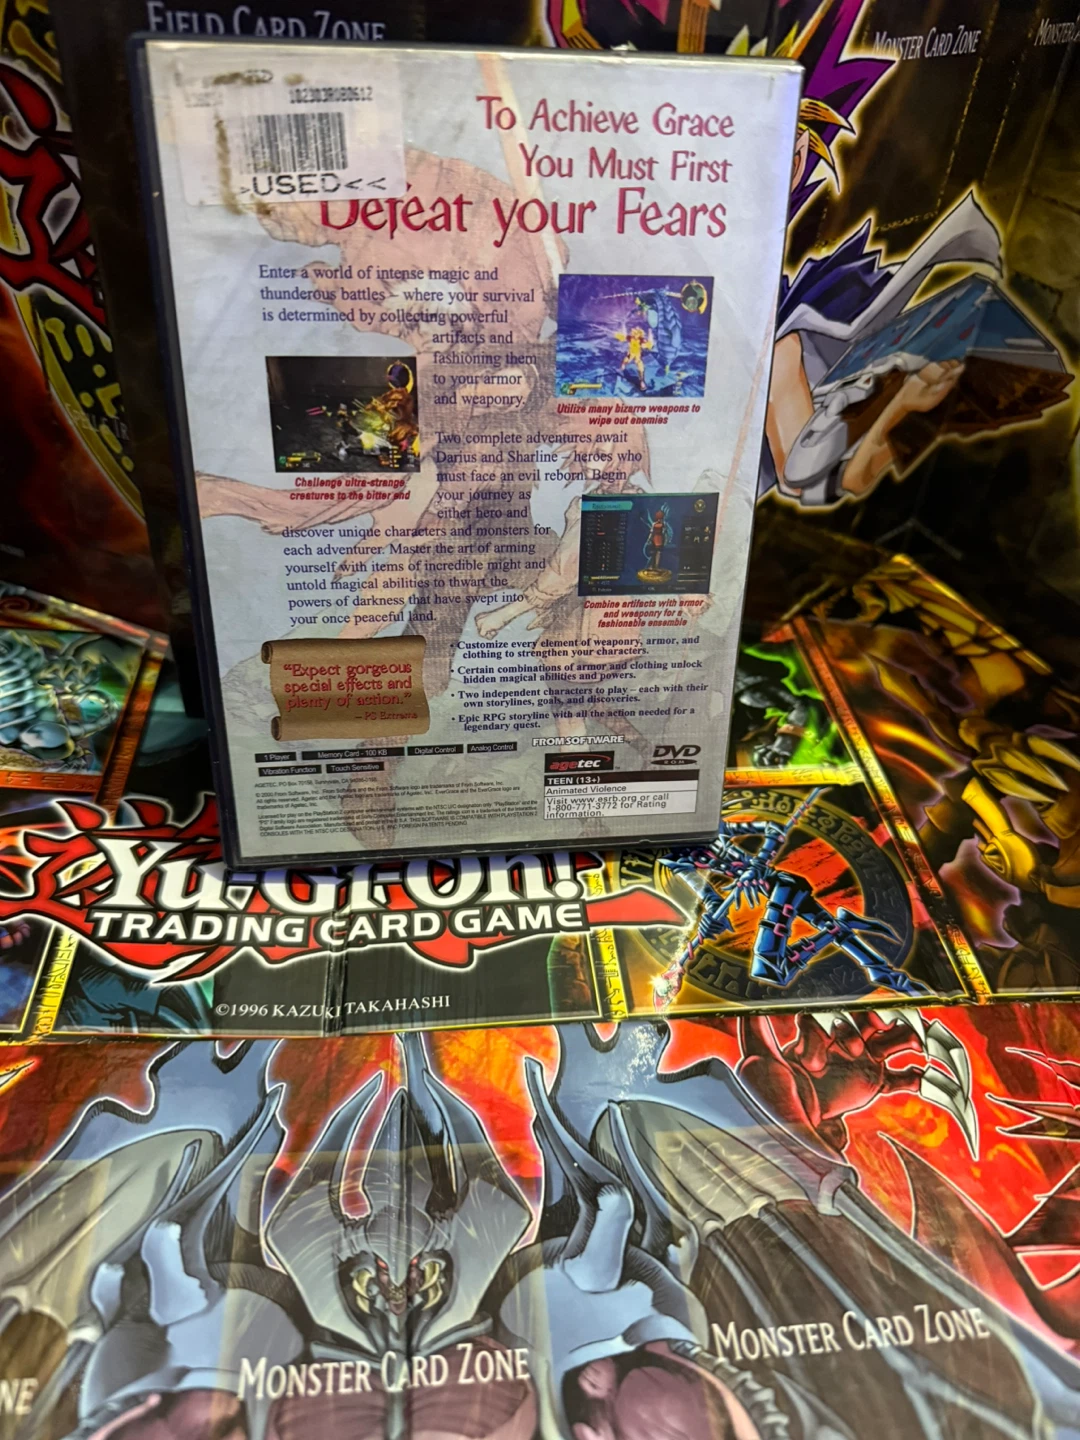 FIELD CARD ZONE
MONSTER CARD ZONE
102303R1B0612
>USED<<
To Achieve Grace
You Must First
Defeat your Fears
Enter a world of intense magic and
thunderous battles – where your survival
is determined by collecting powerful
artifacts and
fashioning them
to your armor
and weaponry.
Utilize many bizarre weapons to
wipe out enemies
Two complete adventures await
Darius and Sharline – heroes who
must face an evil reborn. Begin
your journey as
either hero and
discover unique characters and monsters for
each adventurer. Master the art of arming
yourself with items of incredible might and
untold magical abilities to thwart the
powers of darkness that have swept into
your once peaceful land.
Challenge ultra-strange
creatures to the bitter end
Combine artifacts with armor
and weaponry for a
fashionable ensemble
"Expect gorgeous
special effects and
plenty of action."
– PS Extreme
• Customize every element of weaponry, armor, and
clothing to strengthen your characters.
• Certain combinations of armor and clothing unlock
hidden magical abilities and powers.
• Two independent characters to play – each with their
own storylines, goals, and discoveries.
• Epic RPG storyline with all the action needed for a
legendary quest.
1 Player
Memory Card - 100 KB
Digital Control
Analog Control
Vibration Function
Touch Sensitive
FROMSOFTWARE
agetec
DVD
ROM
TEEN (13+)
Animated Violence
Visit www.esrb.org or call
1-800-771-3772 for Rating
Information.
YU-GI-OH!
TRADING CARD GAME
©1996 KAZUKI TAKAHASHI
MONSTER CARD ZONE
MONSTER CARD ZONE